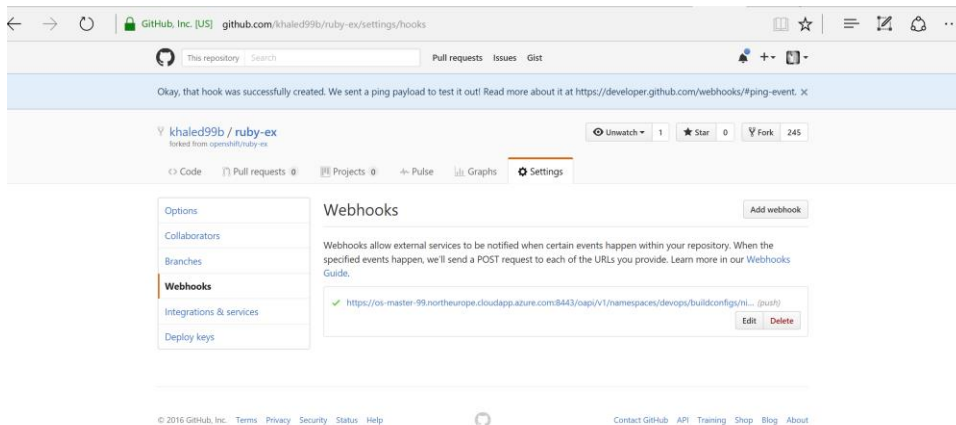 GitHub, Inc. [US] github.com/khaled99b/ruby-ex/settings/hooks
This repository Search Pull requests Issues Gist
Okay, that hook was successfully created. We sent a ping payload to test it out! Read more about it at https://developer.github.com/webhooks/#ping-event.
khaled99b / ruby-ex
forked from openshift/ruby-ex
Unwatch 1 Star 0 Fork 245
Code Pull requests 0 Projects 0 Pulse Graphs Settings
Options
Collaborators
Branches
Webhooks
Integrations & services
Deploy keys
Webhooks
Add webhook
Webhooks allow external services to be notified when certain events happen within your repository. When the
specified events happen, we'll send a POST request to each of the URLs you provide. Learn more in our Webhooks
Guide.
https://os-master-99.northeurope.cloudapp.azure.com:8443/oapi/v1/namespaces/devops/buildconfigs/ni... (push)
Edit Delete
© 2016 GitHub, Inc. Terms Privacy Security Status Help
Contact GitHub API Training Shop Blog About